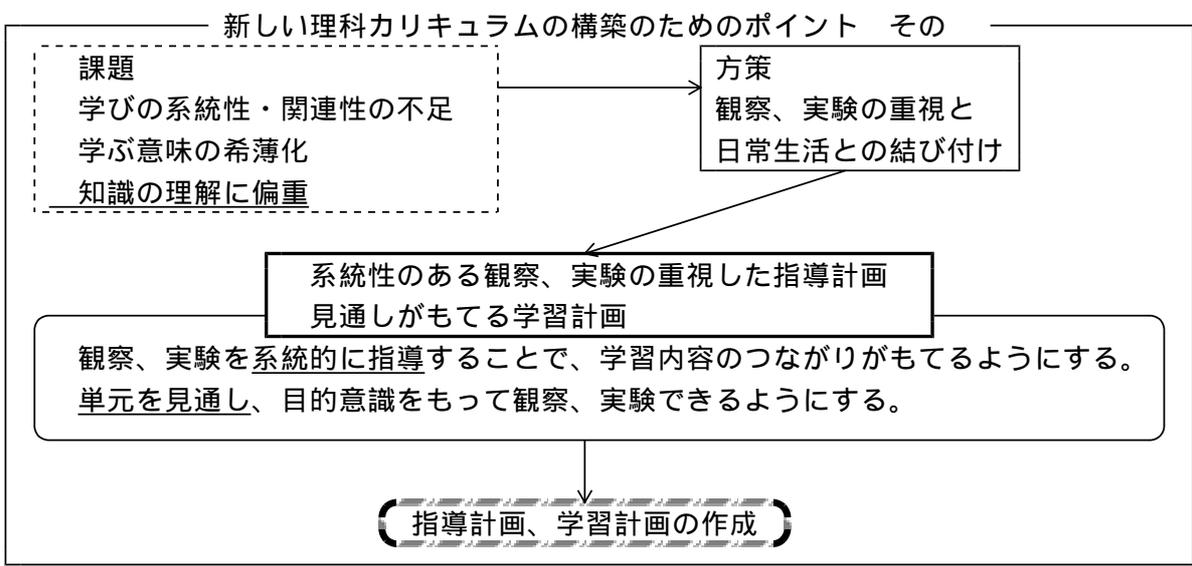 新しい理科カリキュラムの構築のためのポイント　その
課題
学びの系統性・関連性の不足
学ぶ意味の希薄化
知識の理解に偏重
方策
観察、実験の重視と
日常生活との結び付け
系統性のある観察、実験の重視した指導計画
見通しがもてる学習計画
観察、実験を系統的に指導することで、学習内容のつながりがもてるようにする。
単元を見通し、目的意識をもって観察、実験できるようにする。
指導計画、学習計画の作成